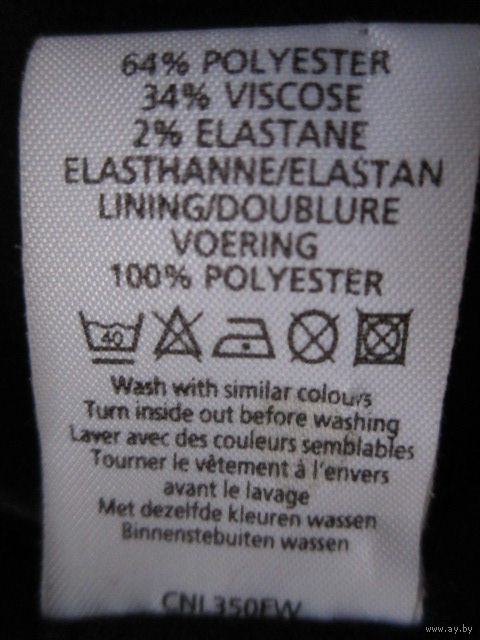 64% POLYESTER
34% VISCOSE
2% ELASTANE
ELASTHANNE/ELASTAN
LINING/DOUBLURE
VOERING
100% POLYESTER
40
Wash with similar colours
Turn inside out before washing
Laver avec des couleurs semblables
Tourner le vêtement à l'envers
avant le lavage
Met dezelfde kleuren wassen
Binnenstebuiten wassen
CNL350EW
www.ay.by